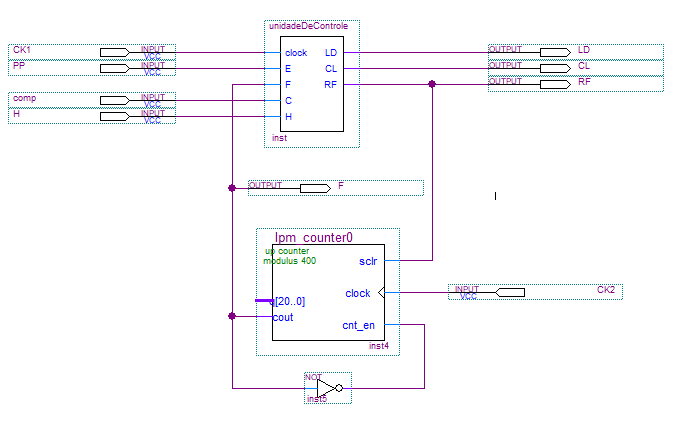 unidadeDeControle
CK1 INPUT VCC
clock LD
OUTPUT LD
PP INPUT VCC
E CL
OUTPUT CL
F RF
OUTPUT RF
comp INPUT VCC
C
H INPUT VCC
H
inst
OUTPUT F
lpm_counter0
up counter
modulus 400
sclr
clock
INPUT VCC CK2
q[20..0]
cout
cnt_en
inst4
NOT
inst5